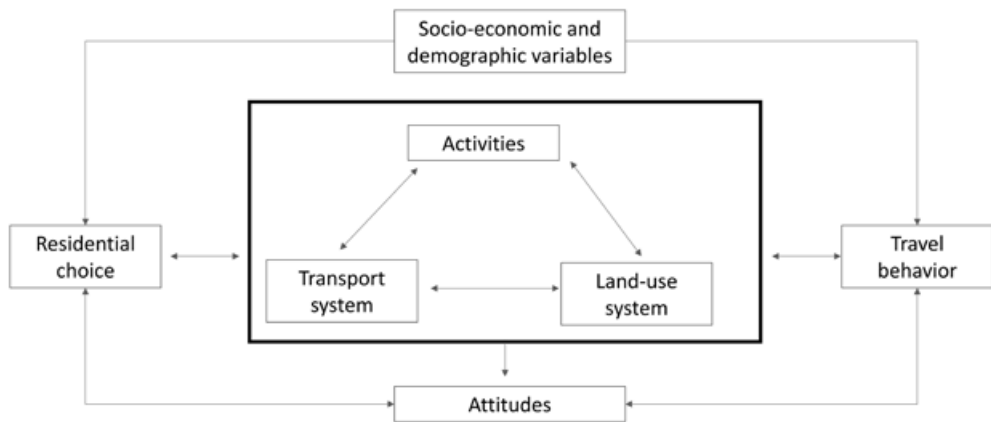 Socio-economic and
demographic variables
Activities
Residential
choice
Transport
system
Land-use
system
Travel
behavior
Attitudes